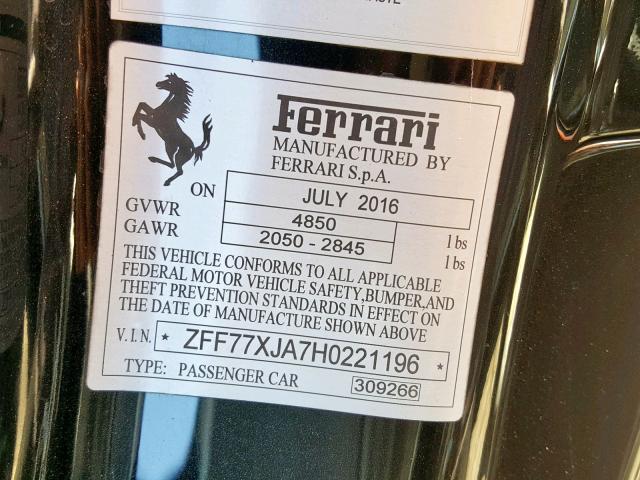 Ferrari
MANUFACTURED BY
FERRARI S.p.A.
ON JULY 2016
GVWR 4850 lbs
GAWR 2050 - 2845 lbs
THIS VEHICLE CONFORMS TO ALL APPLICABLE
FEDERAL MOTOR VEHICLE SAFETY,BUMPER,AND
THEFT PREVENTION STANDARDS IN EFFECT ON
THE DATE OF MANUFACTURE SHOWN ABOVE
V.I.N. * ZFF77XJA7H0221196 *
TYPE: PASSENGER CAR 309266